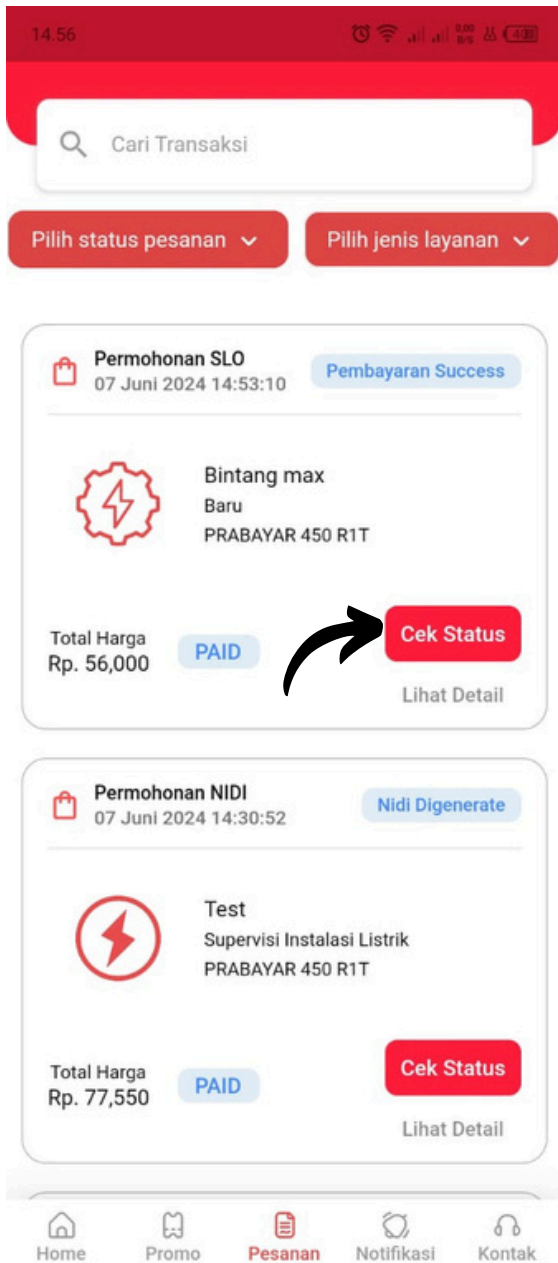 14.56
0,00
B/S
Cari Transaksi
Pilih status pesanan
Pilih jenis layanan
Permohonan SLO
07 Juni 2024 14:53:10
Pembayaran Success
Bintang max
Baru
PRABAYAR 450 R1T
Total Harga
Rp. 56,000
PAID
Cek Status
Lihat Detail
Permohonan NIDI
07 Juni 2024 14:30:52
Nidi Digenerate
Test
Supervisi Instalasi Listrik
PRABAYAR 450 R1T
Total Harga
Rp. 77,550
PAID
Cek Status
Lihat Detail
Home
Promo
Pesanan
Notifikasi
Kontak